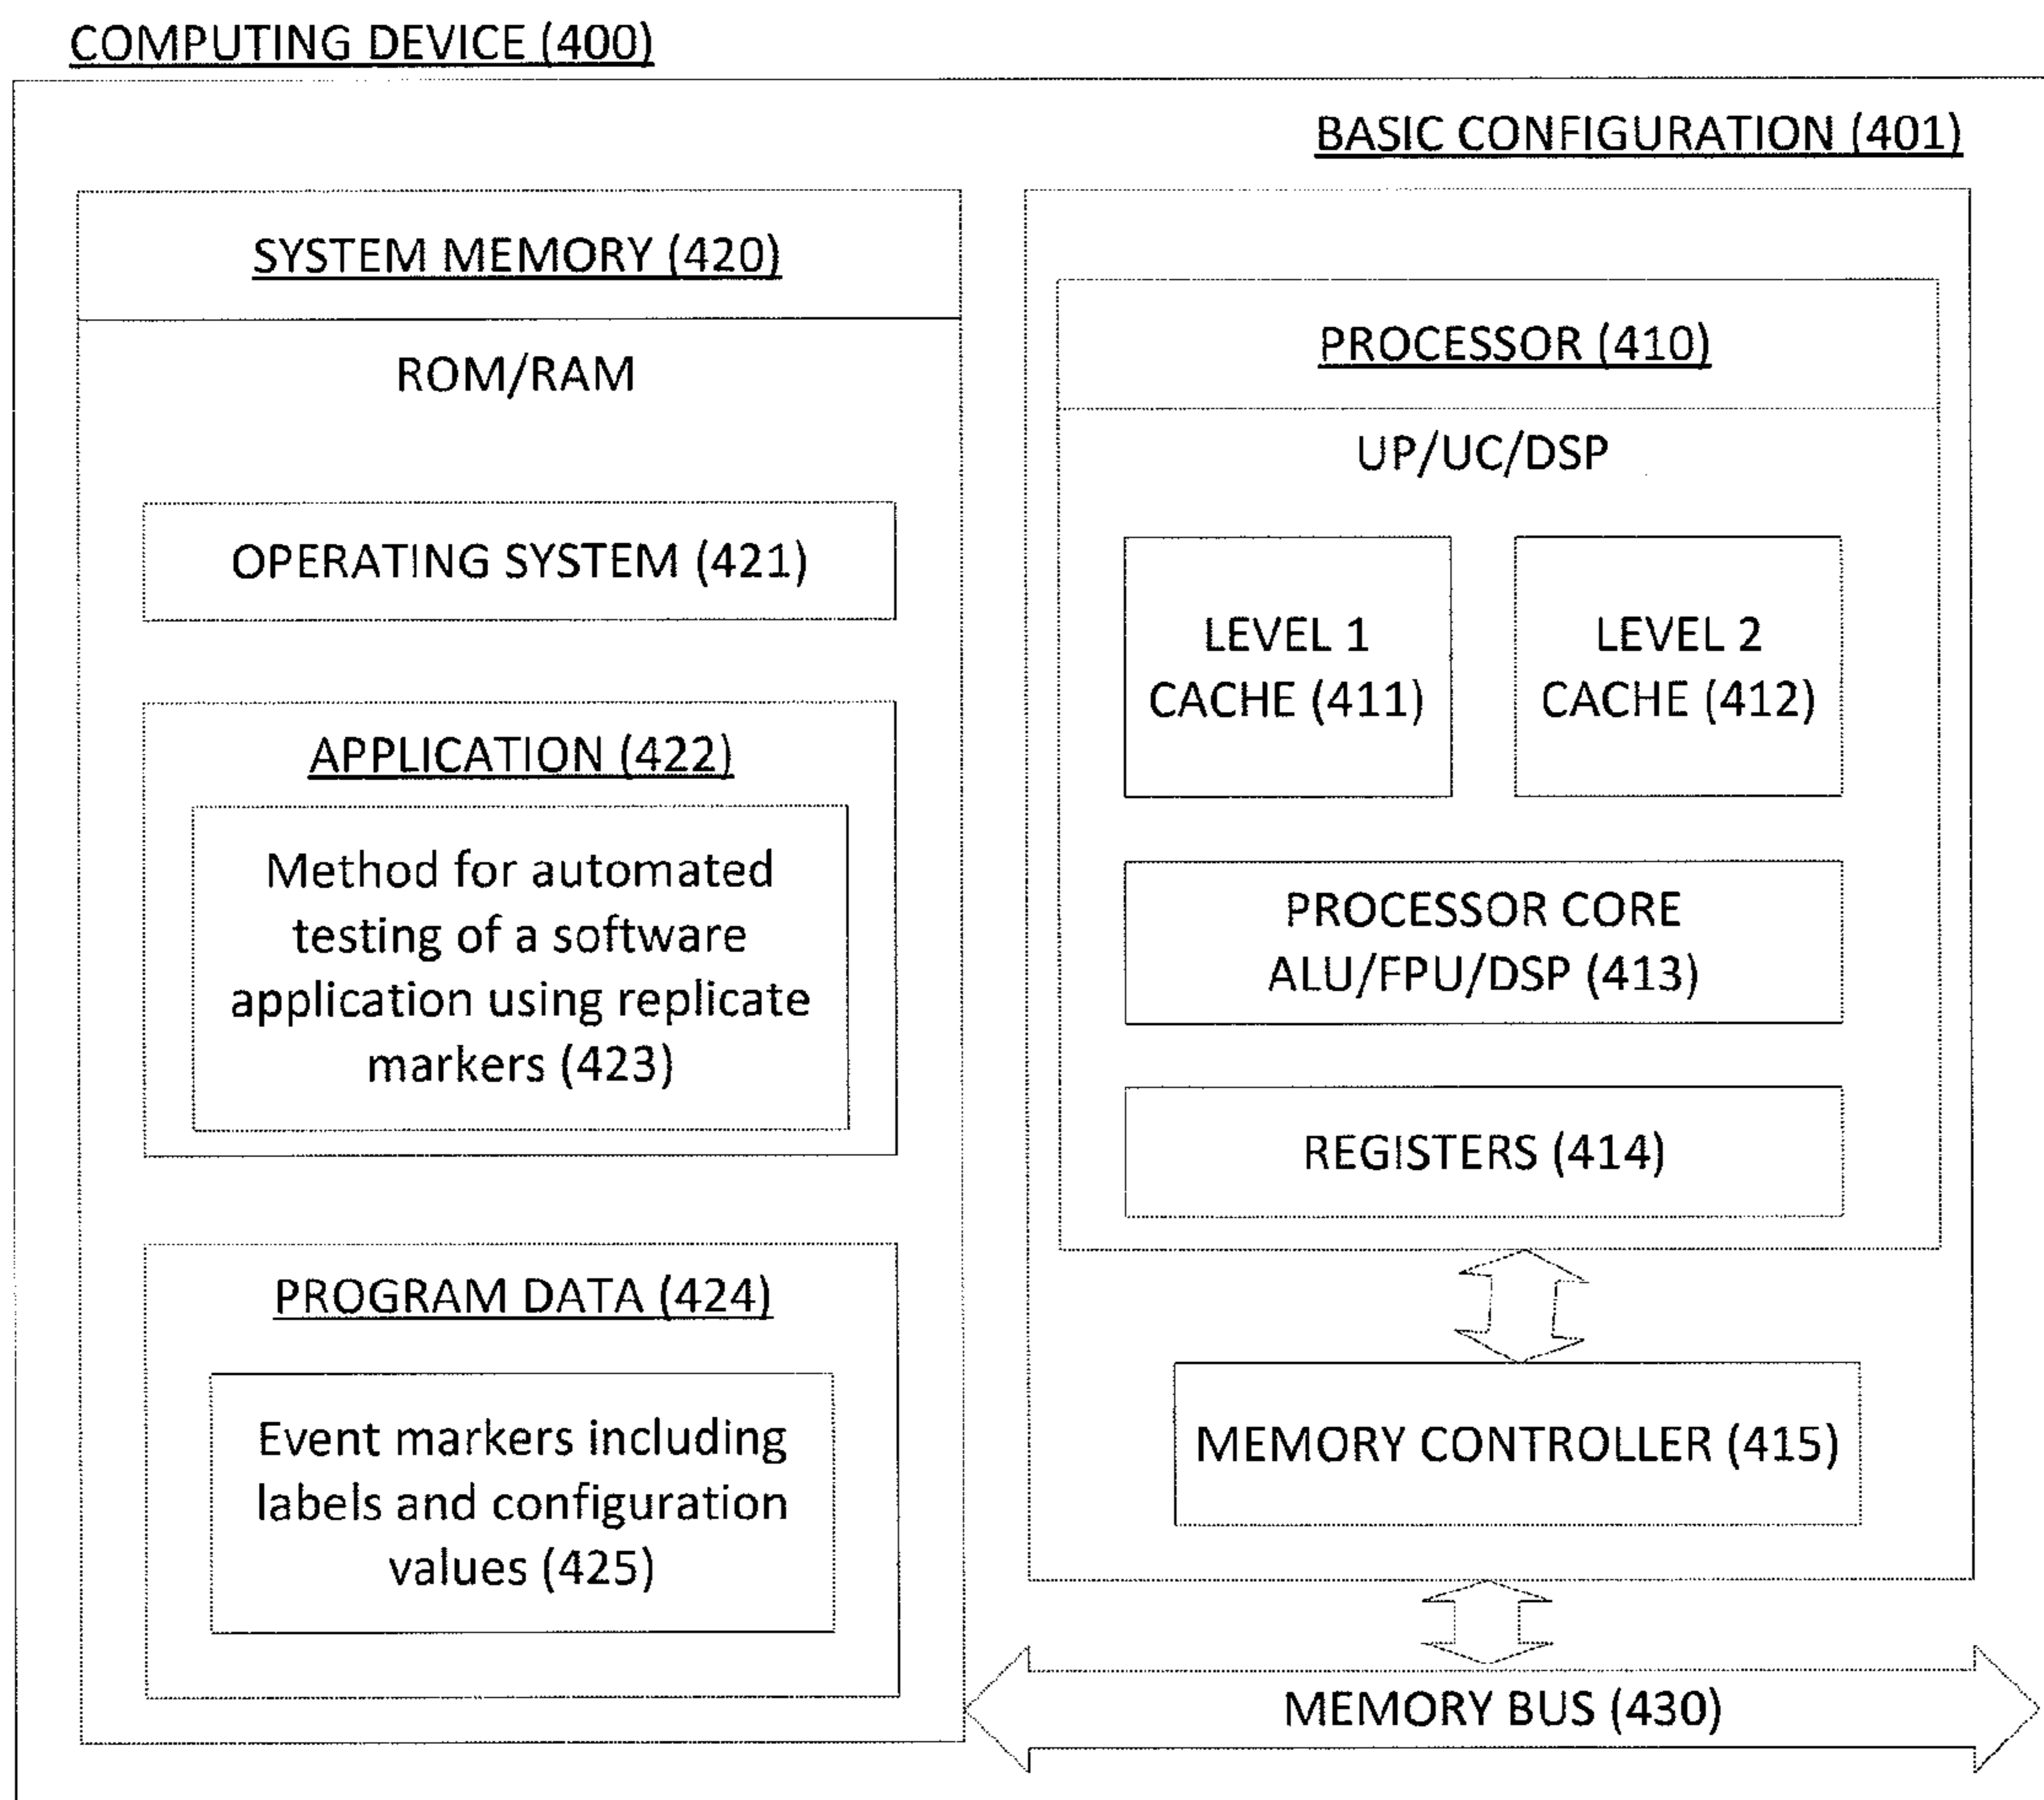 COMPUTING DEVICE (400)
BASIC CONFIGURATION (401)
SYSTEM MEMORY (420)
ROM/RAM
OPERATING SYSTEM (421)
APPLICATION (422)
Method for automated
testing of a software
application using replicate
markers (423)
PROGRAM DATA (424)
Event markers including
labels and configuration
values (425)
PROCESSOR (410)
UP/UC/DSP
LEVEL 1
CACHE (411)
LEVEL 2
CACHE (412)
PROCESSOR CORE
ALU/FPU/DSP (413)
REGISTERS (414)
MEMORY CONTROLLER (415)
MEMORY BUS (430)